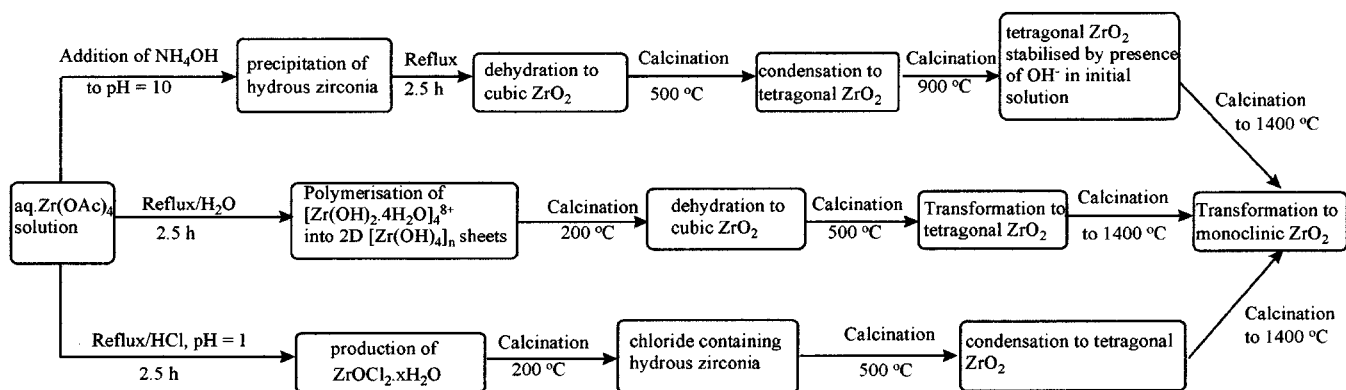 Addition of NH₄OH
to pH = 10
precipitation of
hydrous zirconia
Reflux
2.5 h
dehydration to
cubic ZrO₂
Calcination
500 °C
condensation to
tetragonal ZrO₂
Calcination
900 °C
tetragonal ZrO₂
stabilised by presence
of OH⁻ in initial
solution
Calcination
to 1400 °C
aq.Zr(OAc)₄
solution
Reflux/H₂O
2.5 h
Polymerisation of
[Zr(OH)₂.4H₂O]₄⁸⁺
into 2D [Zr(OH)₄]ₙ sheets
Calcination
200 °C
dehydration to
cubic ZrO₂
Calcination
500 °C
Transformation to
tetragonal ZrO₂
Calcination
to 1400 °C
Transformation to
monoclinic ZrO₂
Reflux/HCl, pH = 1
2.5 h
production of
ZrOCl₂.xH₂O
Calcination
200 °C
chloride containing
hydrous zirconia
Calcination
500 °C
condensation to tetragonal
ZrO₂
Calcination
to 1400 °C